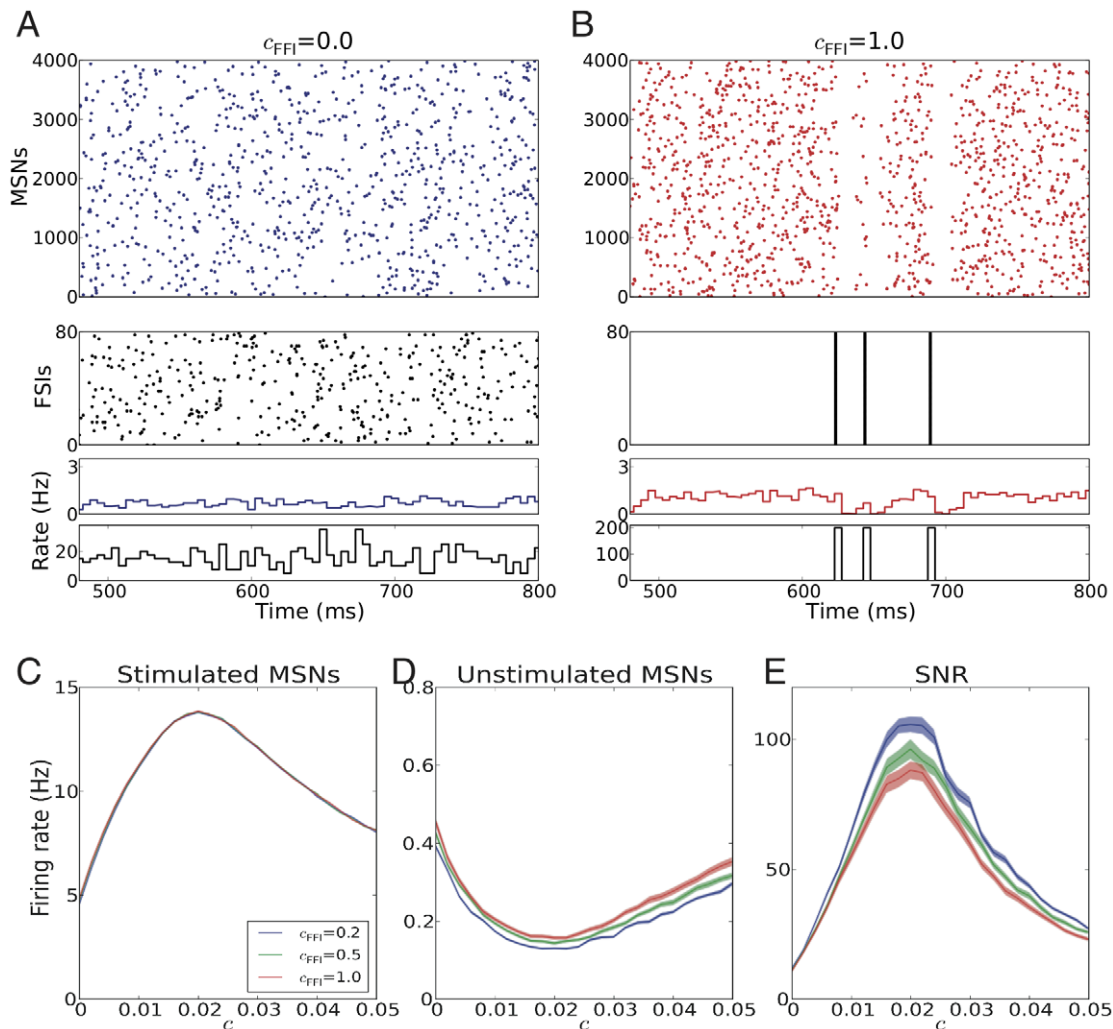 A
c_FFI=0.0
B
c_FFI=1.0
MSNs
4000
3000
2000
1000
0
4000
3000
2000
1000
0
FSIs
80
0
80
0
Rate (Hz)
3
0
20
0
3
0
200
100
0
500
600
700
800
Time (ms)
500
600
700
800
Time (ms)
C
Stimulated MSNs
D
Unstimulated MSNs
E
SNR
Firing rate (Hz)
15
10
5
0
0
0.01
0.02
0.03
0.04
0.05
c
c_FFI=0.2
c_FFI=0.5
c_FFI=1.0
0.8
0.6
0.4
0.2
0
0
0.01
0.02
0.03
0.04
0.05
c
100
50
0
0
0.01
0.02
0.03
0.04
0.05
c